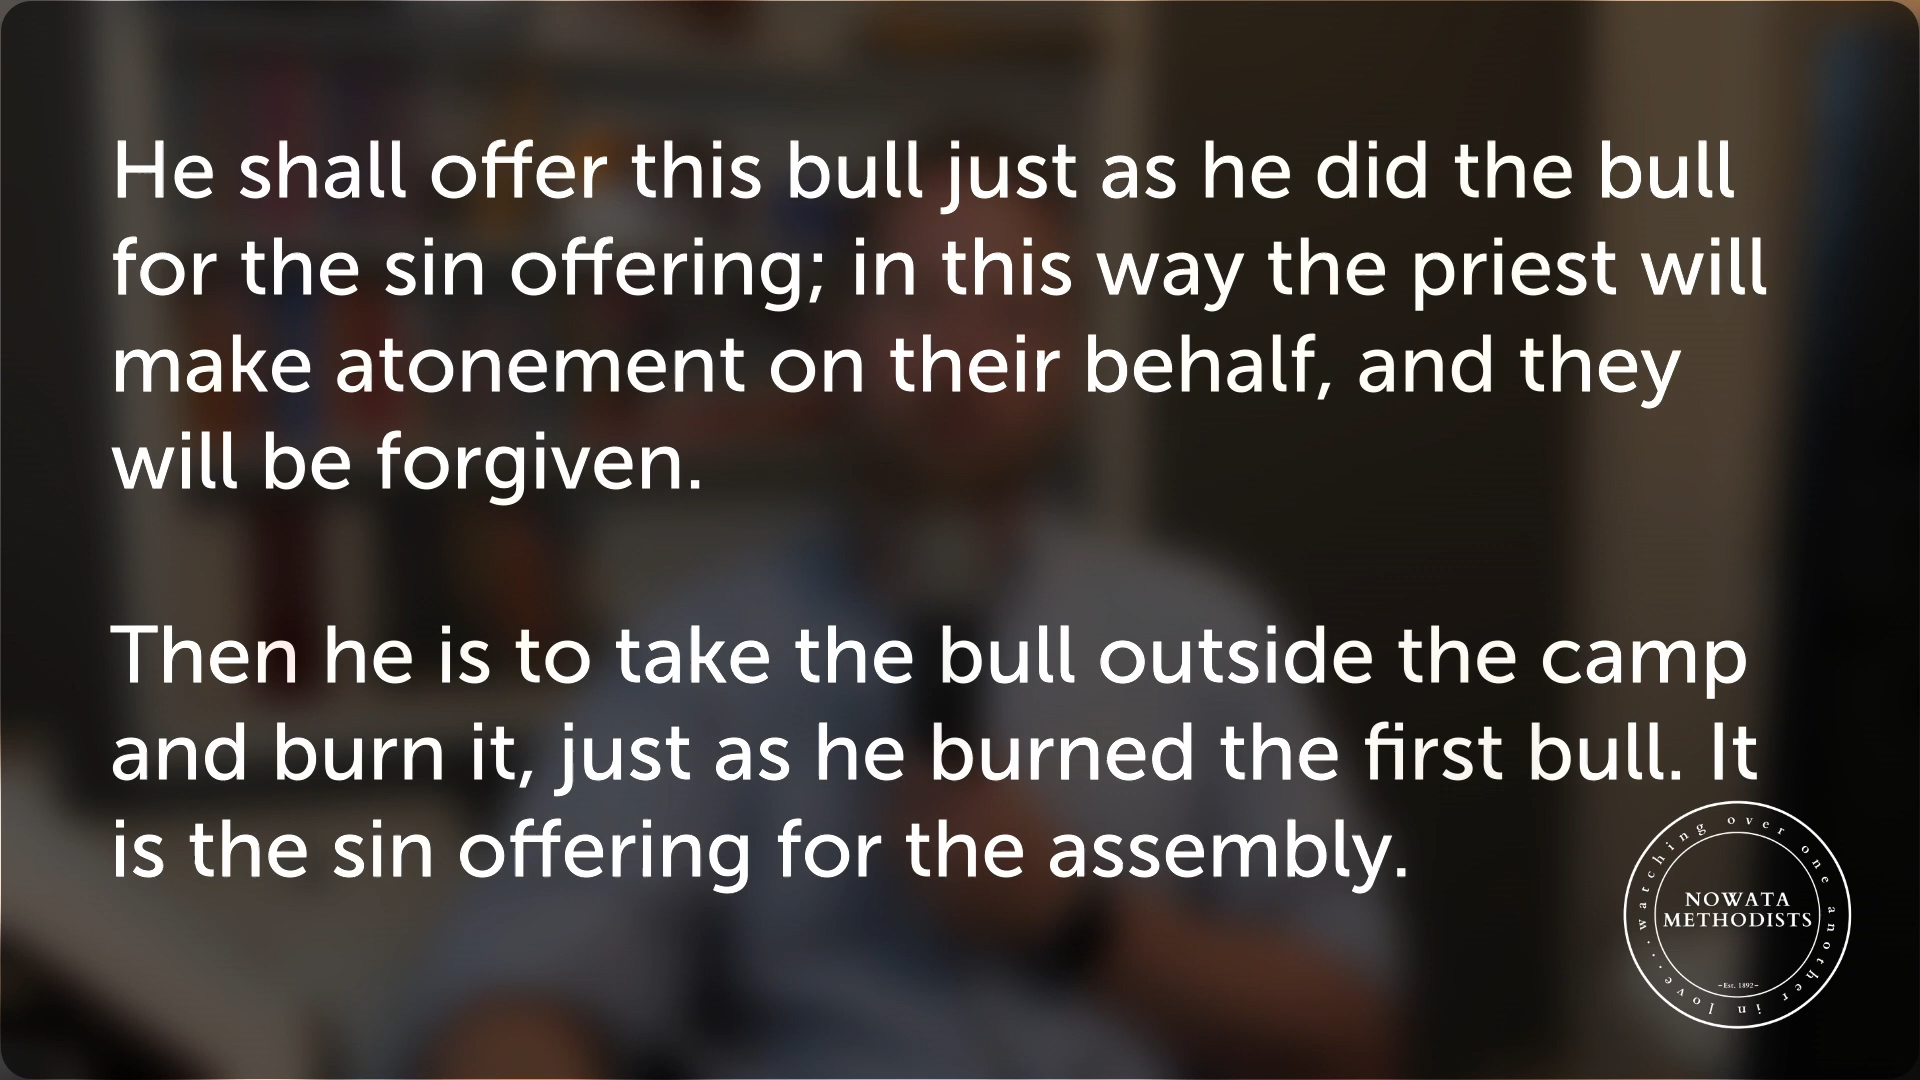 He shall offer this bull just as he did the bull
for the sin offering; in this way the priest will
make atonement on their behalf, and they
will be forgiven.
Then he is to take the bull outside the camp
and burn it, just as he burned the first bull. It
is the sin offering for the assembly.
watching over one another in love...
NOWATA
METHODISTS
~Est. 1892~